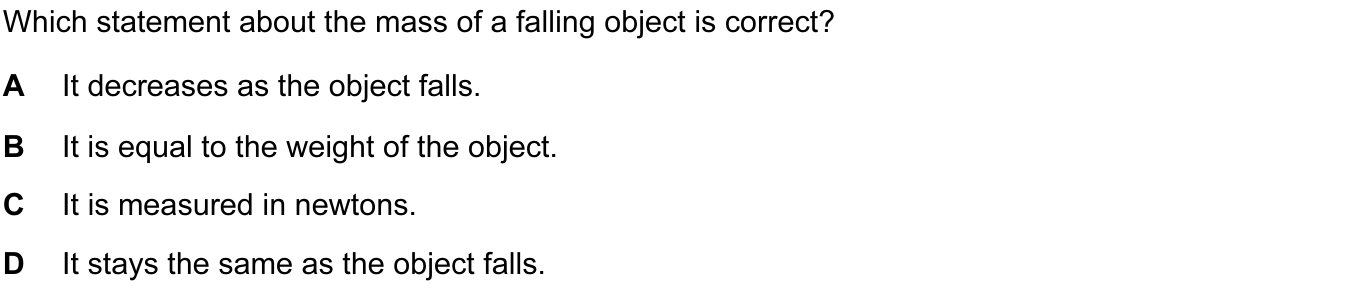 Which statement about the mass of a falling object is correct?
A It decreases as the object falls.
B It is equal to the weight of the object.
C It is measured in newtons.
D It stays the same as the object falls.